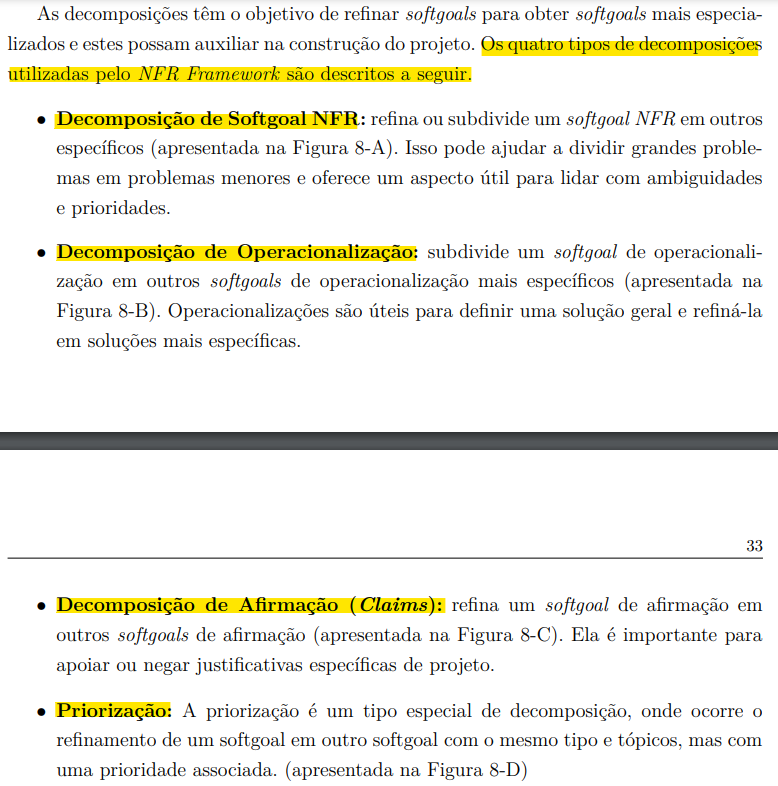 As decomposições têm o objetivo de refinar softgoals para obter softgoals mais especia-
lizados e estes possam auxiliar na construção do projeto. Os quatro tipos de decomposições
utilizadas pelo NFR Framework são descritos a seguir.
• Decomposição de Softgoal NFR: refina ou subdivide um softgoal NFR em outros
específicos (apresentada na Figura 8-A). Isso pode ajudar a dividir grandes proble-
mas em problemas menores e oferece um aspecto útil para lidar com ambiguidades
e prioridades.
• Decomposição de Operacionalização: subdivide um softgoal de operacionali-
zação em outros softgoals de operacionalização mais específicos (apresentada na
Figura 8-B). Operacionalizações são úteis para definir uma solução geral e refiná-la
em soluções mais específicas.
33
• Decomposição de Afirmação (Claims): refina um softgoal de afirmação em
outros softgoals de afirmação (apresentada na Figura 8-C). Ela é importante para
apoiar ou negar justificativas específicas de projeto.
• Priorização: A priorização é um tipo especial de decomposição, onde ocorre o
refinamento de um softgoal em outro softgoal com o mesmo tipo e tópicos, mas com
uma prioridade associada. (apresentada na Figura 8-D)